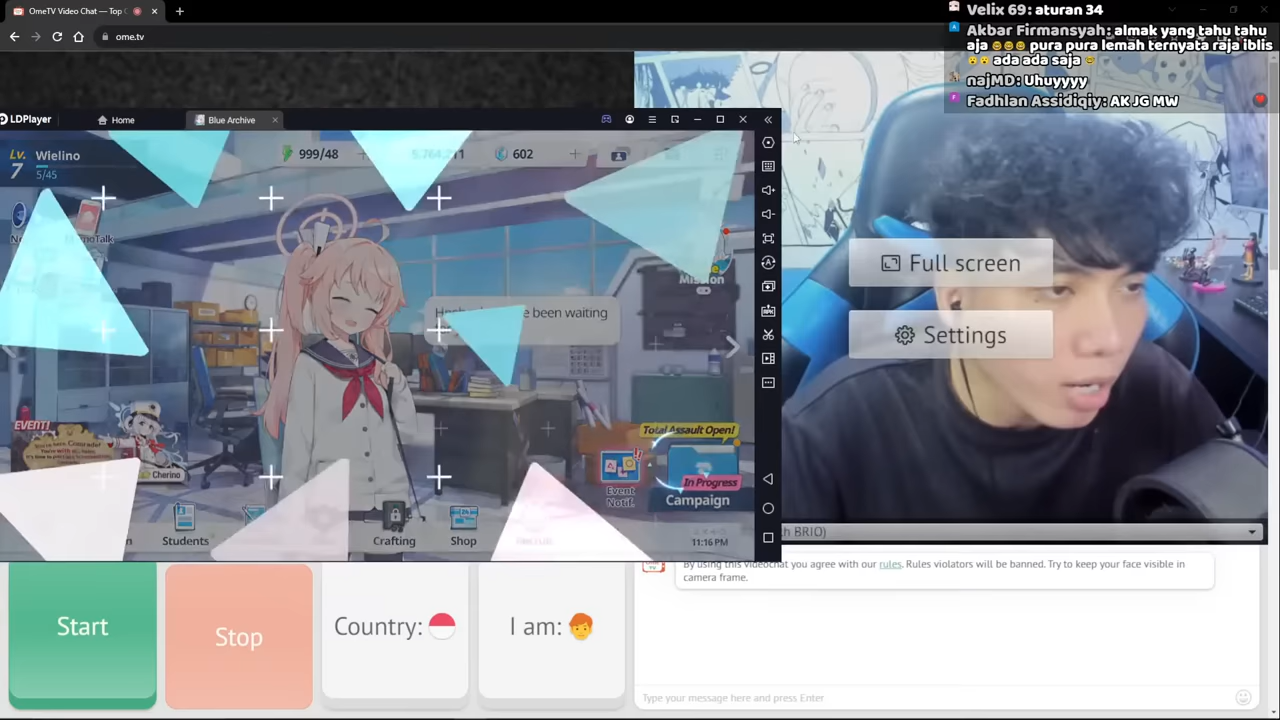 OmeTV Video Chat — Top C
ome.tv
Velix 69: aturan 34
Akbar Firmansyah: almak yang tahu tahu
aja 🤓🤓🤓 pura pura lemah ternyata raja iblis
😯😯 ada ada saja 🤓
najMD: Uhuyyyy
Fadhlan Assidiqiy: AK JG MW
LDPlayer
Home
Blue Archive
Lv.
7
Wielino
5/45
999/48
602
been waiting
Mission
Full screen
Settings
EVENT!
Cherino
Total Assault Open!
In Progress
Campaign
Event
Notif.
Students
Crafting
Shop
11:16 PM
BRIO)
By using this videochat you agree with our rules. Rules violators will be banned. Try to keep your face visible in
camera frame.
Start
Stop
Country:
I am:
Type your message here and press Enter